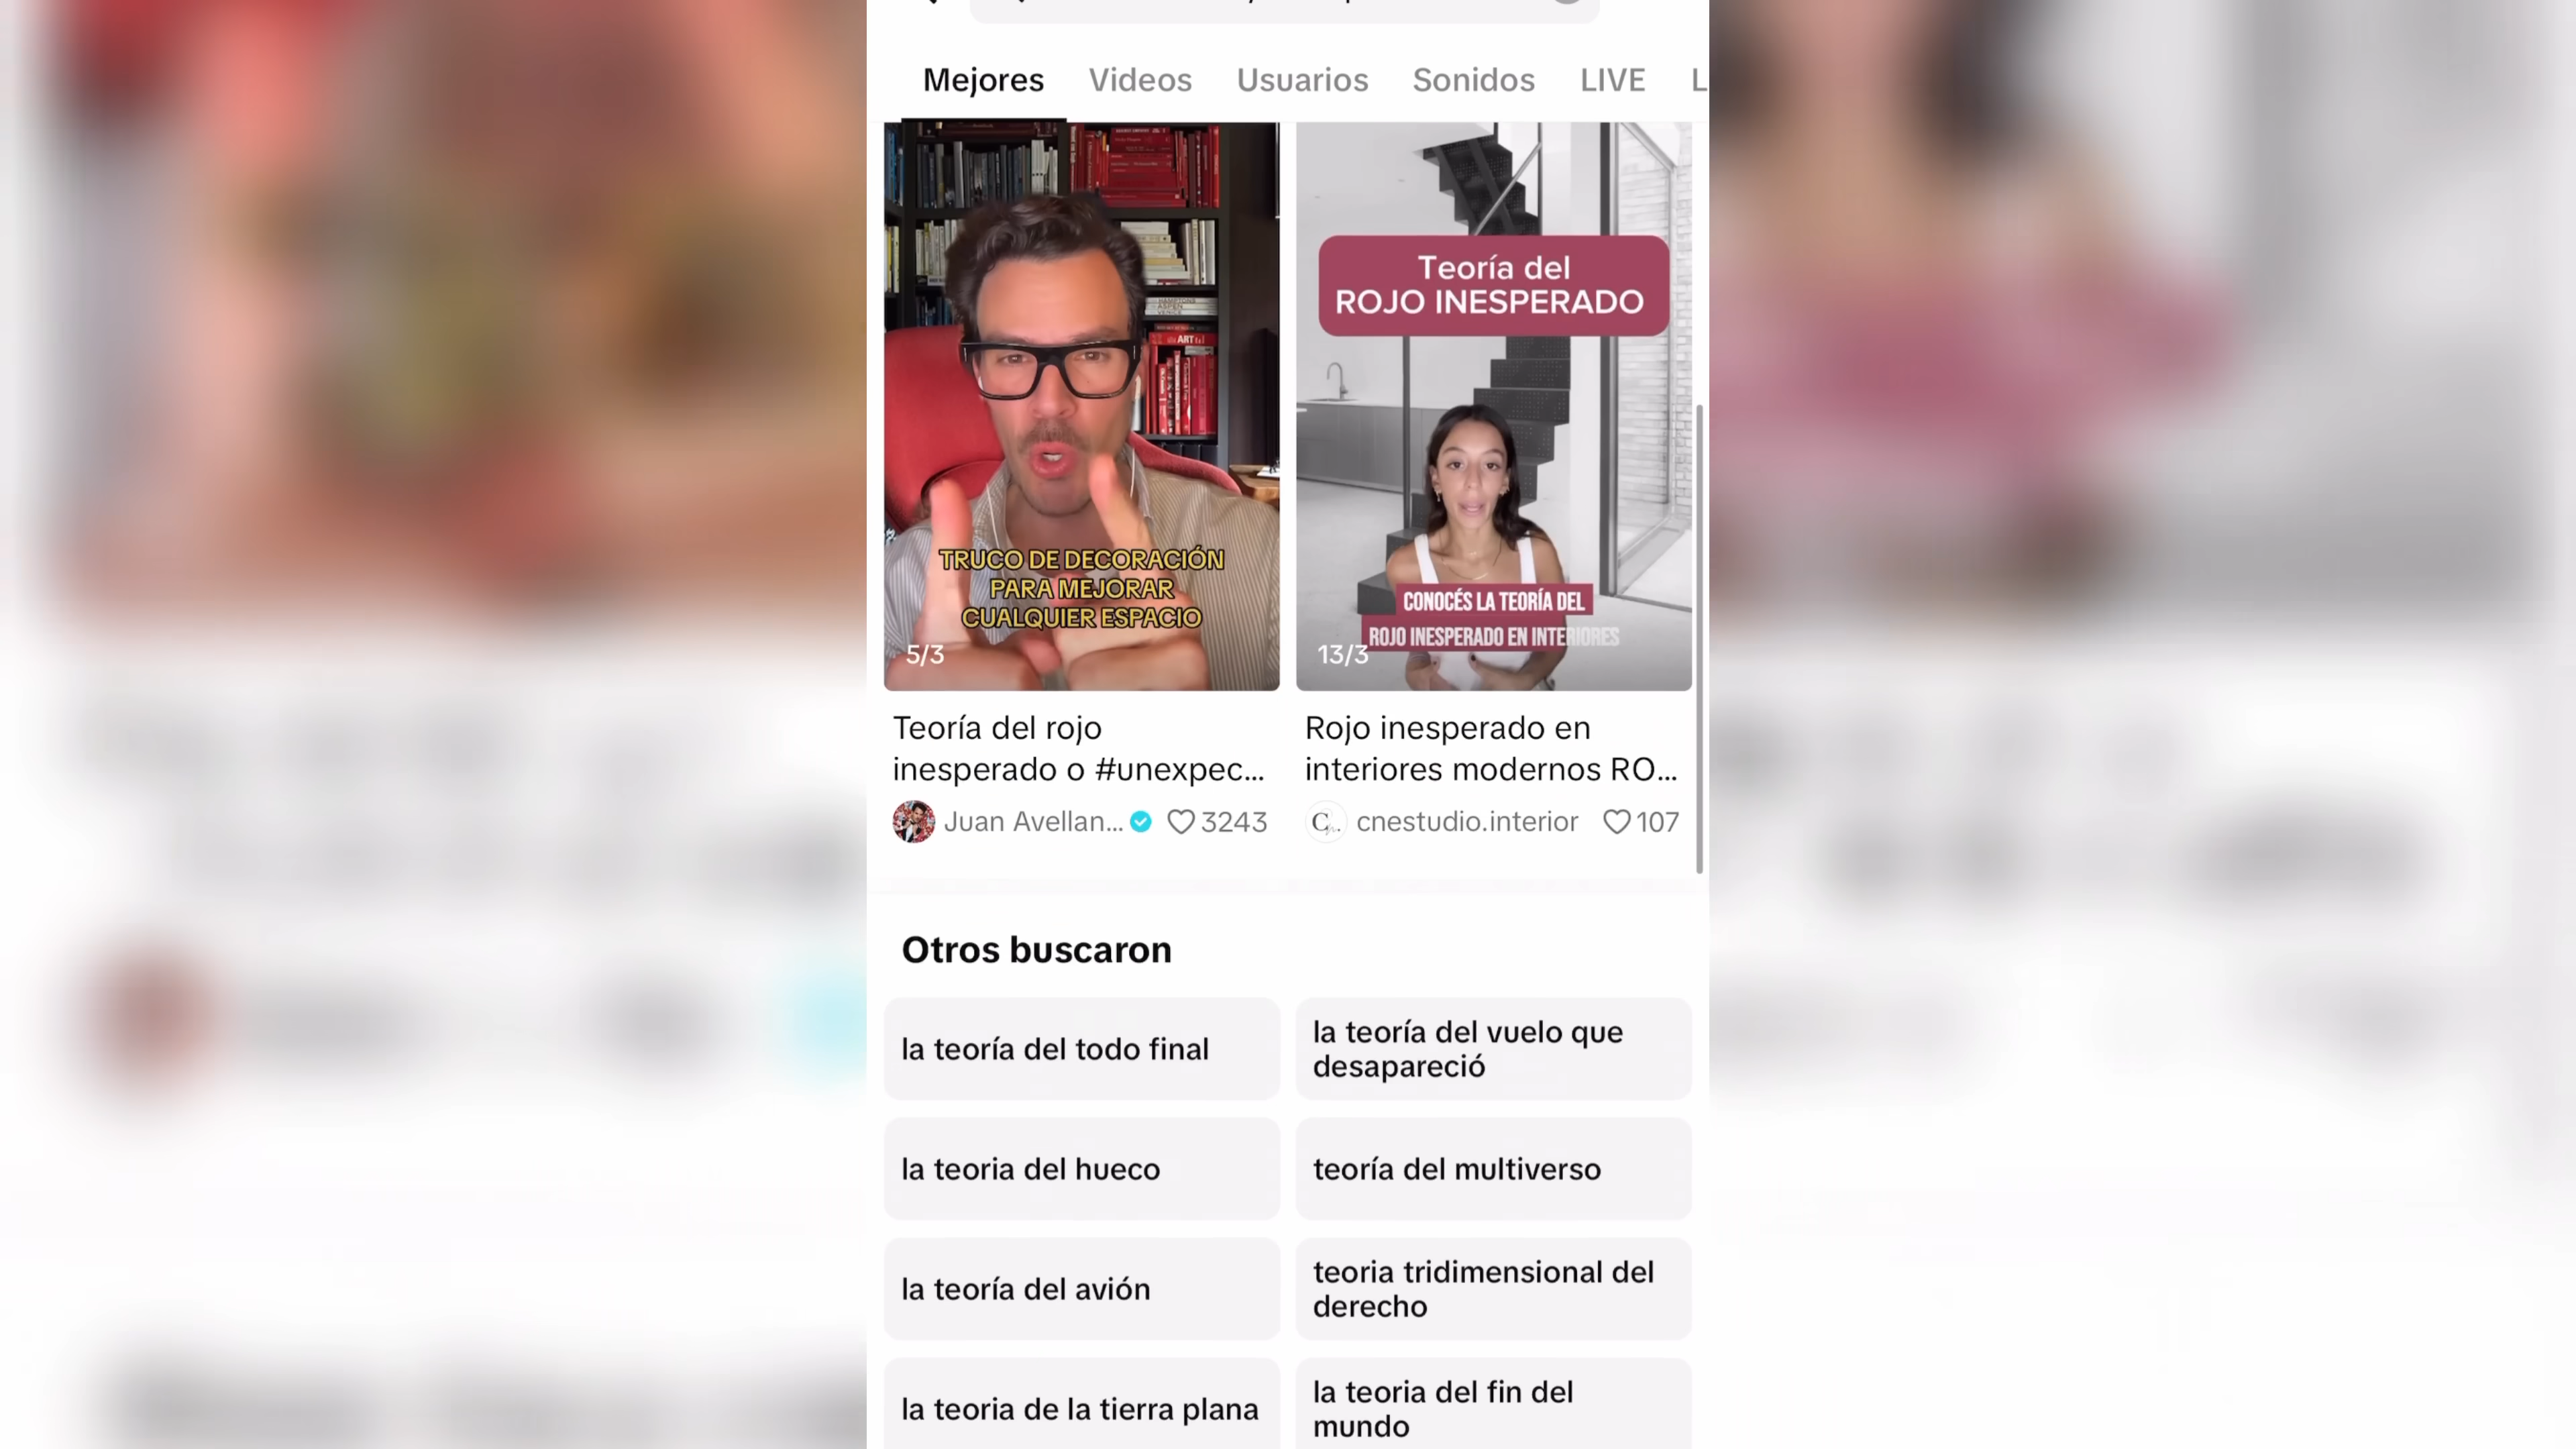 Mejores Videos Usuarios Sonidos LIVE L
ART
TRUCO DE DECORACIÓN
PARA MEJORAR
CUALQUIER ESPACIO
5/3
Teoría del
ROJO INESPERADO
CONOCÉS LA TEORÍA DEL
ROJO INESPERADO EN INTERIORES
13/3
Teoría del rojo
inesperado o #unexpec...
Juan Avellan... 3243
Rojo inesperado en
interiores modernos RO...
cnestudio.interior 107
Otros buscaron
la teoría del todo final
la teoría del vuelo que
desapareció
la teoria del hueco
teoría del multiverso
la teoría del avión
teoria tridimensional del
derecho
la teoria de la tierra plana
la teoria del fin del
mundo